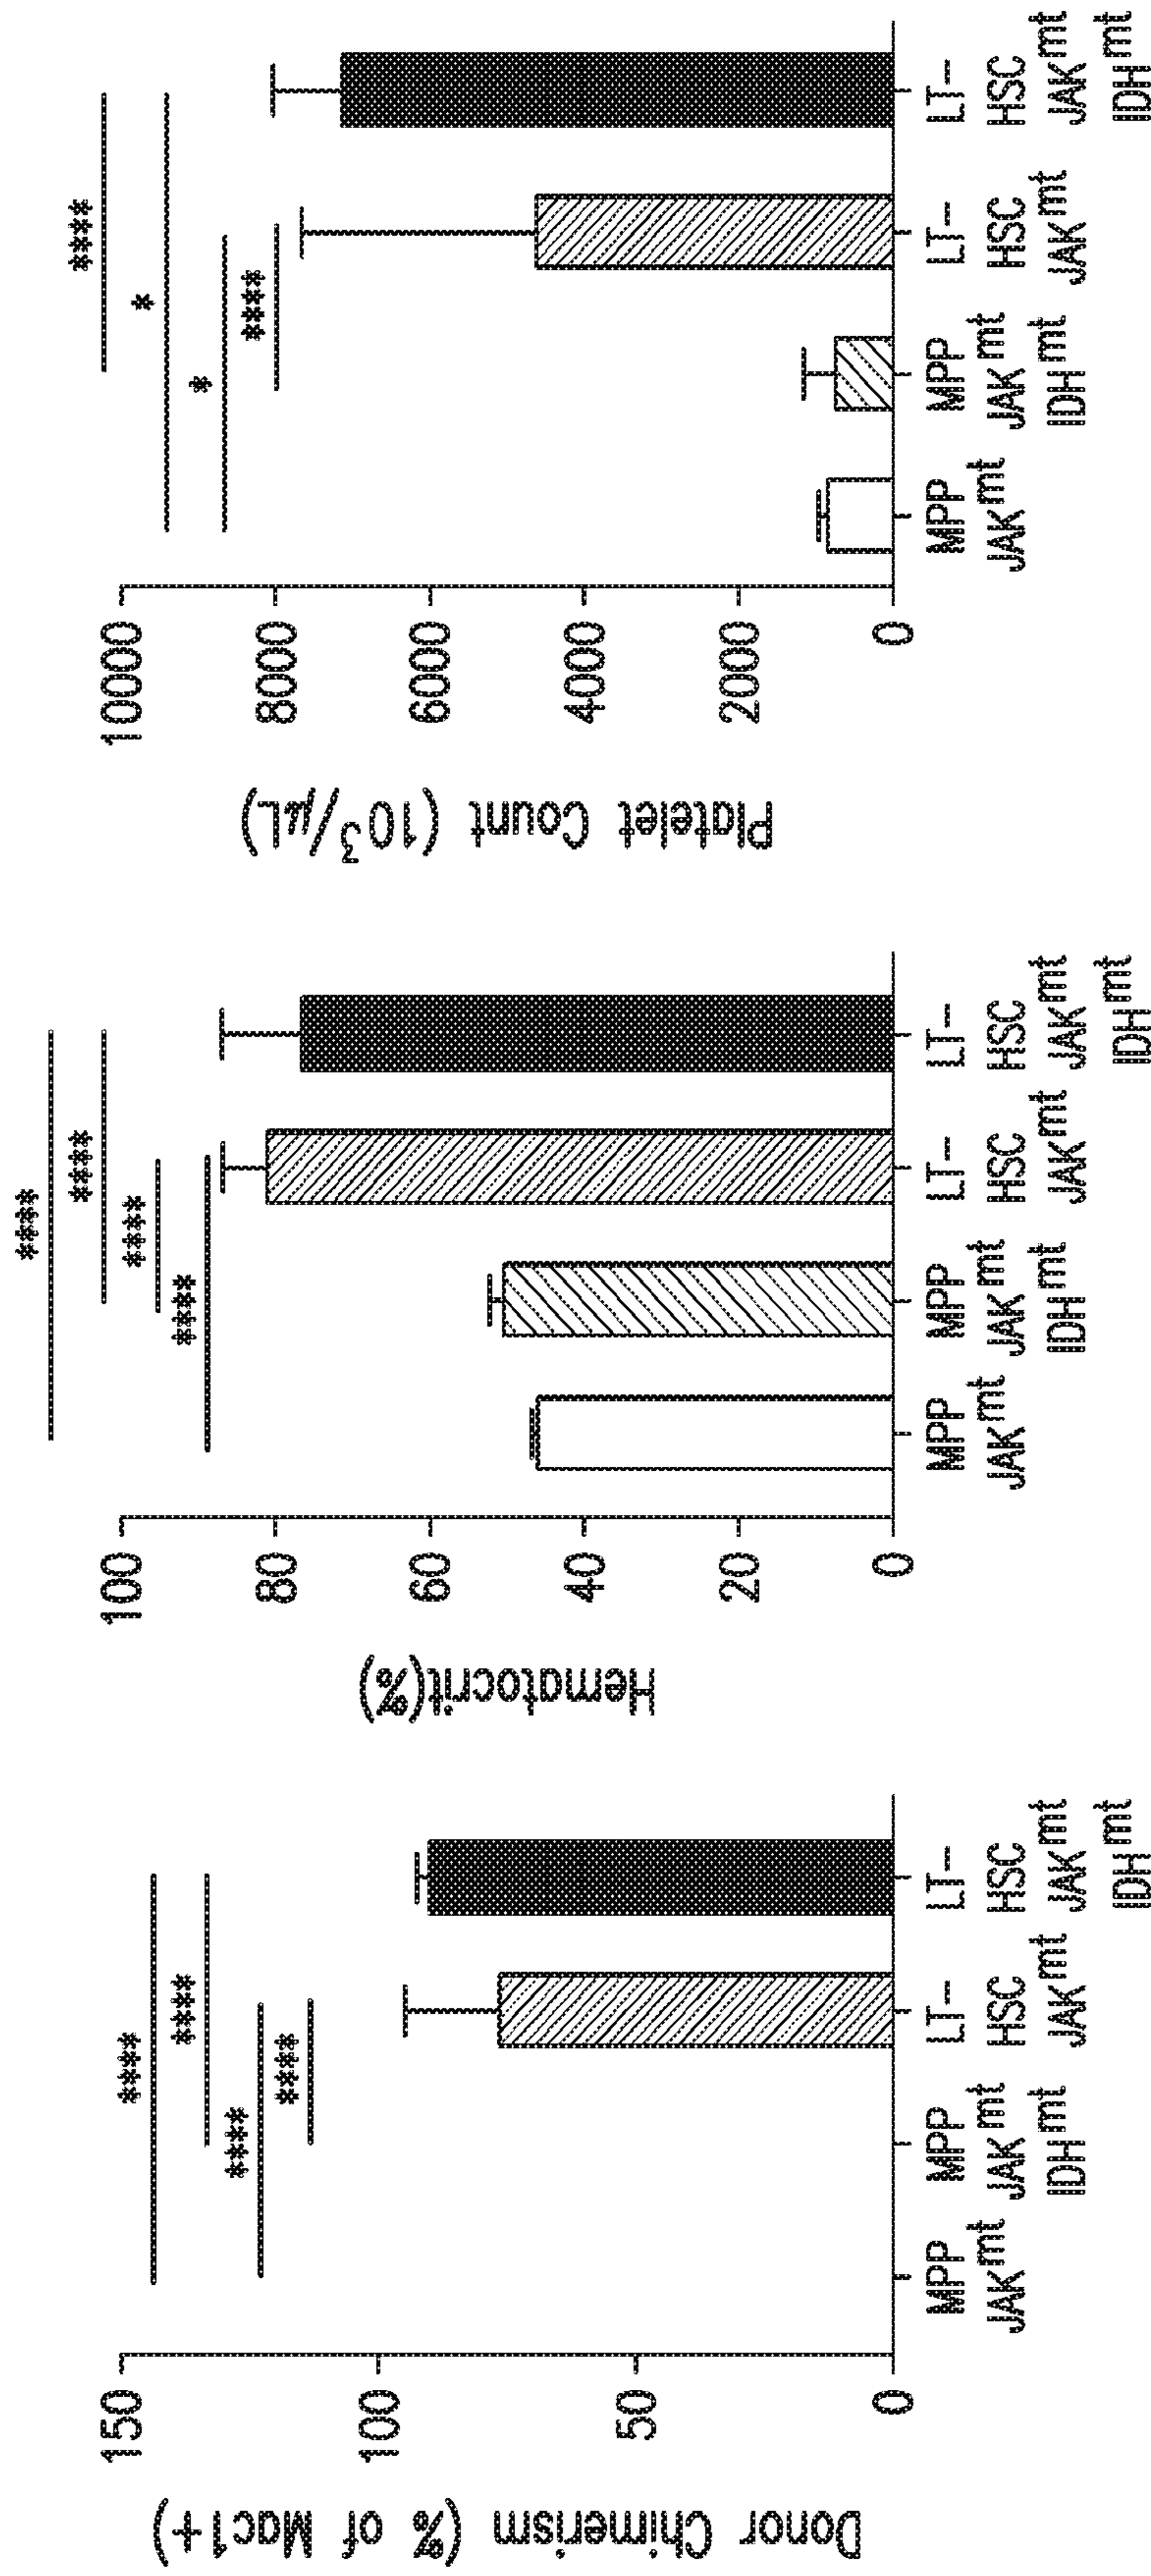 Donor Chimerism (% of Mac1+)
150
100
50
0
****
****
****
****
MPP
JAKmt
MPP
JAKmt
IDHmt
LT-
HSC
JAKmt
LT-
HSC
JAKmt
IDHmt
Hematocrit(%)
100
80
60
40
20
0
****
****
****
****
MPP
JAKmt
MPP
JAKmt
IDHmt
LT-
HSC
JAKmt
LT-
HSC
JAKmt
IDHmt
Platelet Count (10³/μL)
10000
8000
6000
4000
2000
0
****
*
*
****
MPP
JAKmt
MPP
JAKmt
IDHmt
LT-
HSC
JAKmt
LT-
HSC
JAKmt
IDHmt